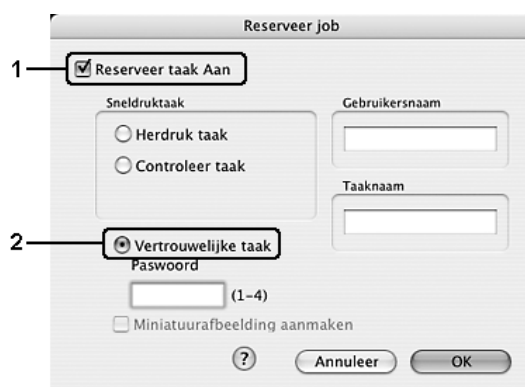 Reserveer job
1
Reserveer taak Aan
Sneldruktaak
Herdruk taak
Controleer taak
Gebruikersnaam
Taaknaam
2
Vertrouwelijke taak
Paswoord
(1-4)
Miniatuurafbeelding aanmaken
?
Annuleer
OK